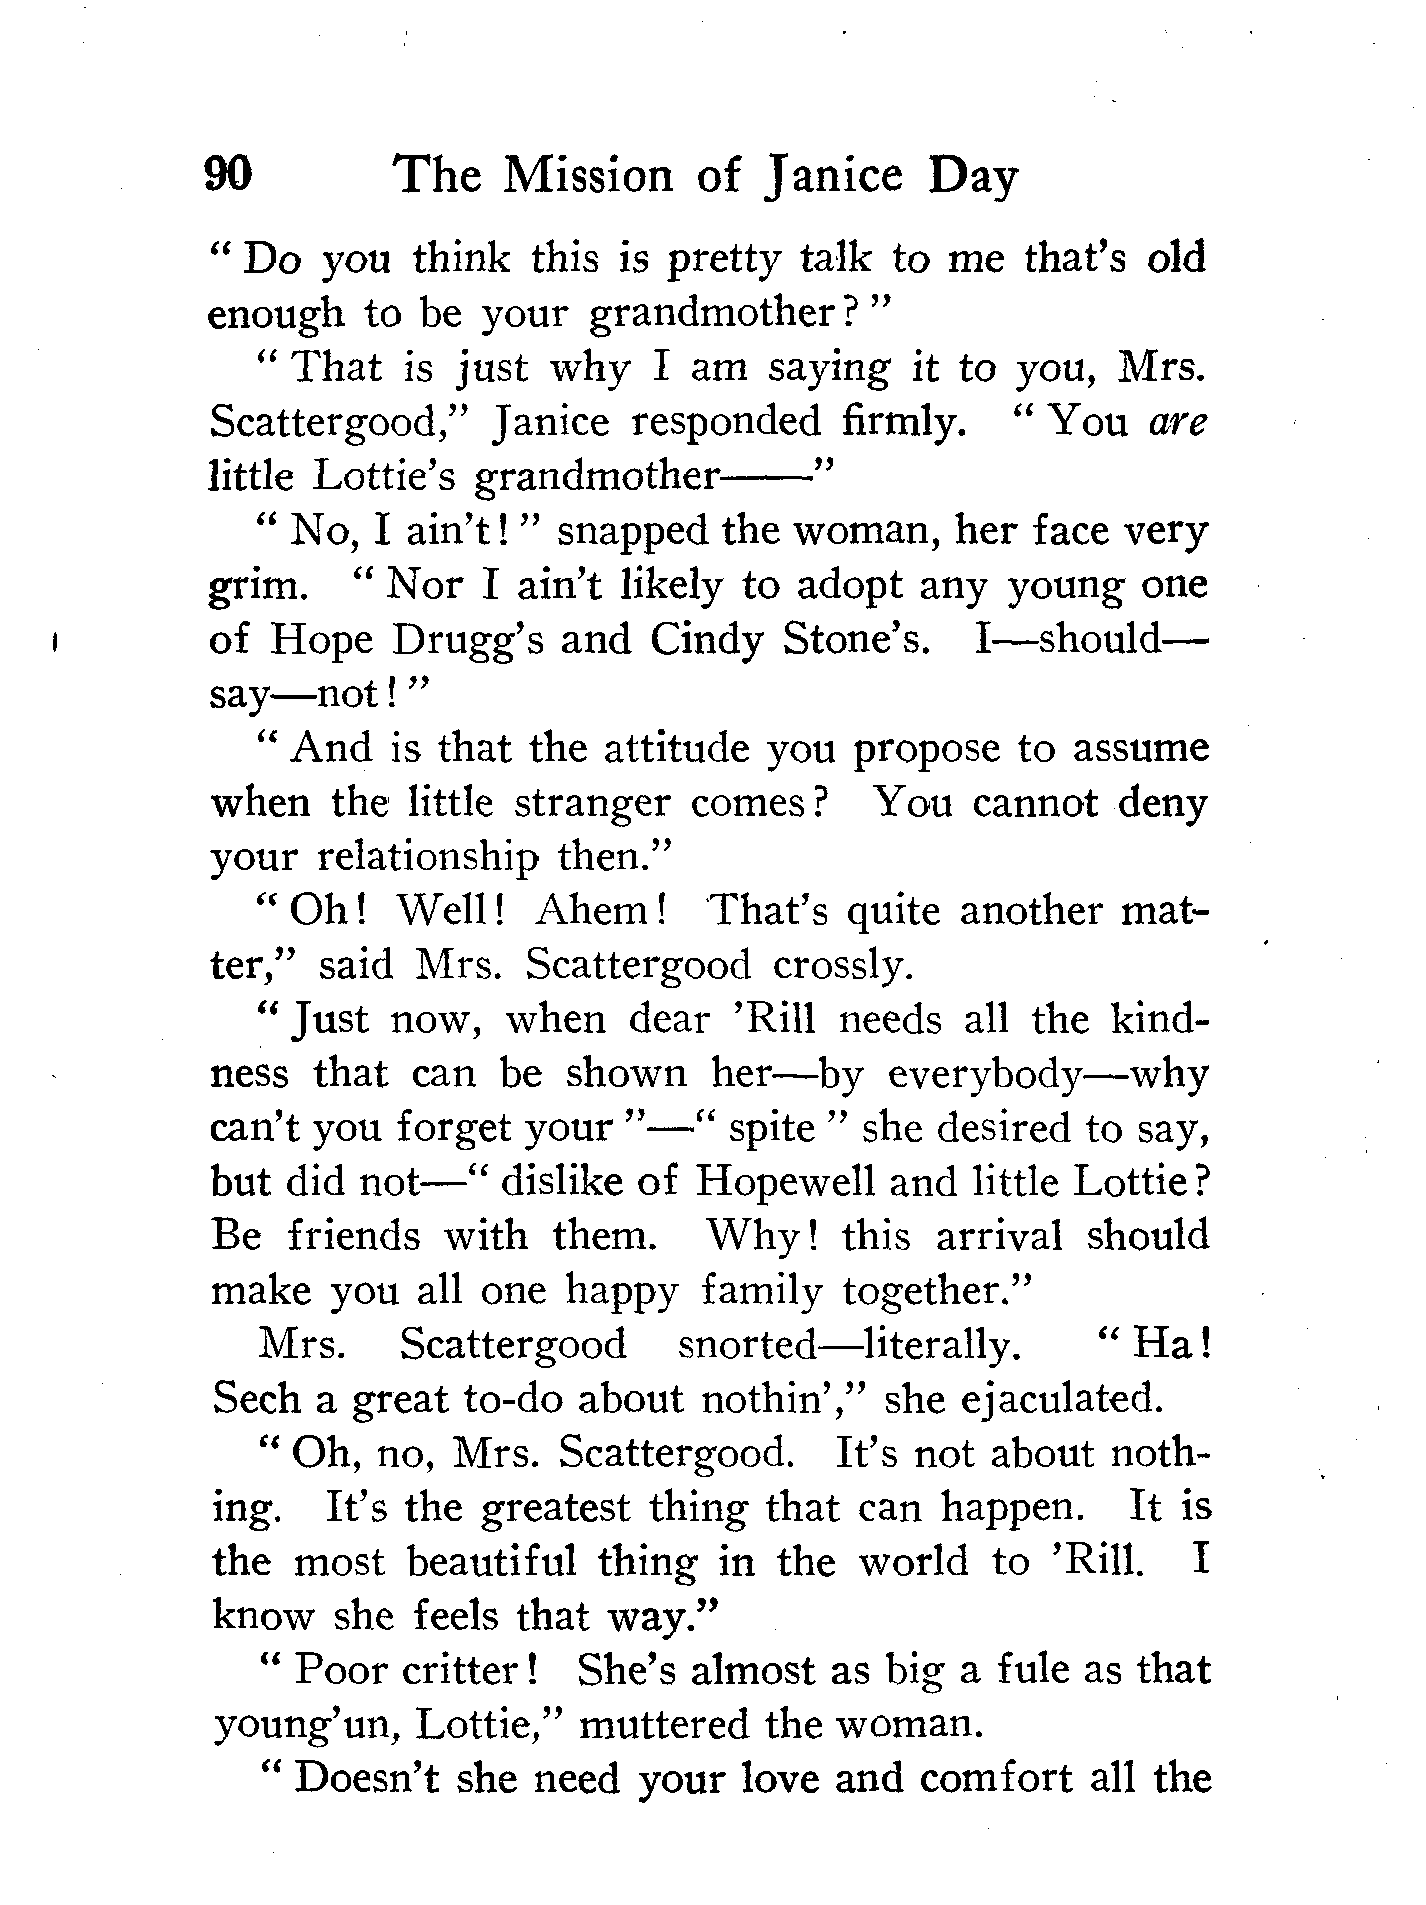 90 The Mission of Janice Day
“ Do you think this is pretty talk to me that’s old
enough to be your grandmother? ”
“ That is just why I am saying it to you, Mrs.
Scattergood,” Janice responded firmly. “ You are
little Lottie’s grandmother——”
“ No, I ain’t! ” snapped the woman, her face very
grim. “ Nor I ain’t likely to adopt any young one
of Hope Drugg’s and Cindy Stone’s. I—should—
say—not! ”
“ And is that the attitude you propose to assume
when the little stranger comes? You cannot deny
your relationship then.”
“ Oh! Well! Ahem! That’s quite another mat-
ter,” said Mrs. Scattergood crossly.
“ Just now, when dear ’Rill needs all the kind-
ness that can be shown her—by everybody—why
can’t you forget your ”—“ spite ” she desired to say,
but did not—“ dislike of Hopewell and little Lottie?
Be friends with them. Why! this arrival should
make you all one happy family together.”
Mrs. Scattergood snorted—literally. “ Ha!
Sech a great to-do about nothin’,” she ejaculated.
“ Oh, no, Mrs. Scattergood. It’s not about noth-
ing. It’s the greatest thing that can happen. It is
the most beautiful thing in the world to ’Rill. I
know she feels that way.”
“ Poor critter! She’s almost as big a fule as that
young’un, Lottie,” muttered the woman.
“ Doesn’t she need your love and comfort all the